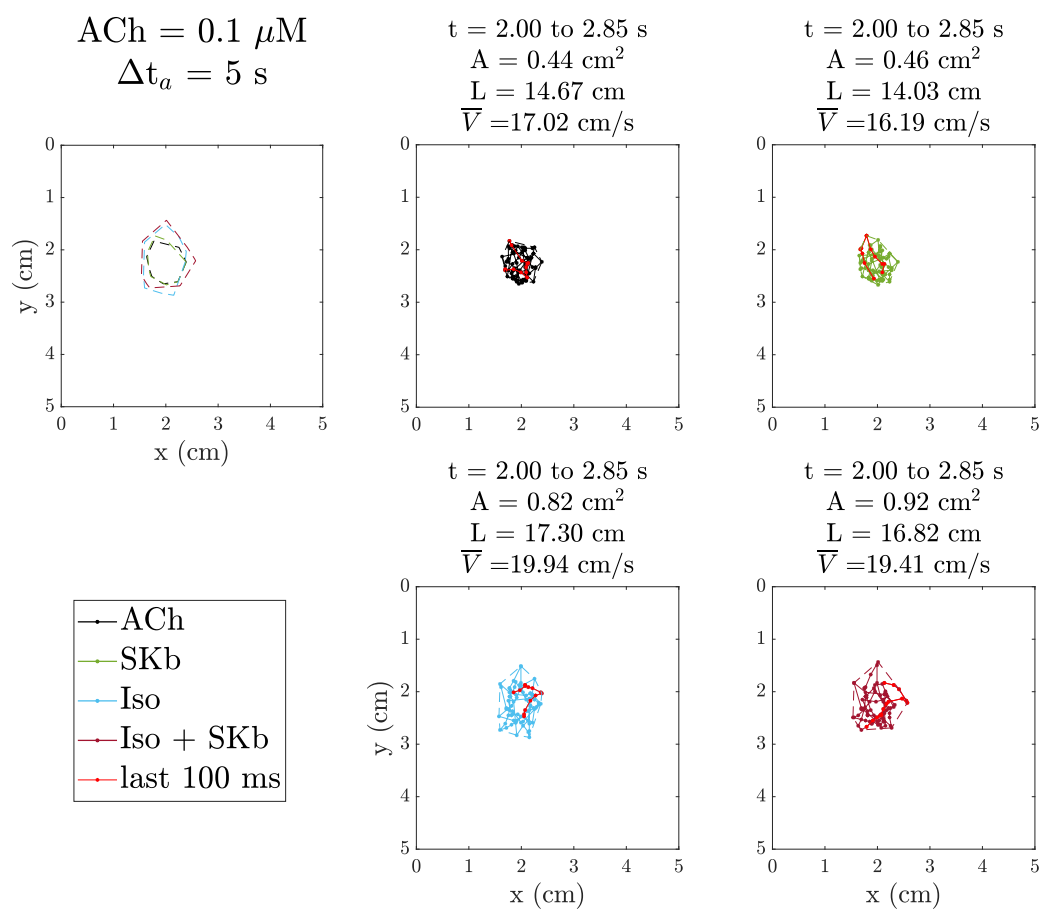 ACh = 0.1 μM
Δtₐ = 5 s
0
1
2
3
4
5
y (cm)
0 1 2 3 4 5
x (cm)
t = 2.00 to 2.85 s
A = 0.44 cm²
L = 14.67 cm
V̅ =17.02 cm/s
0
1
2
3
4
5
0 1 2 3 4 5
t = 2.00 to 2.85 s
A = 0.46 cm²
L = 14.03 cm
V̅ =16.19 cm/s
0
1
2
3
4
5
0 1 2 3 4 5
ACh
SKb
Iso
Iso + SKb
last 100 ms
t = 2.00 to 2.85 s
A = 0.82 cm²
L = 17.30 cm
V̅ =19.94 cm/s
0
1
2
3
4
5
y (cm)
0 1 2 3 4 5
x (cm)
t = 2.00 to 2.85 s
A = 0.92 cm²
L = 16.82 cm
V̅ =19.41 cm/s
0
1
2
3
4
5
0 1 2 3 4 5
x (cm)